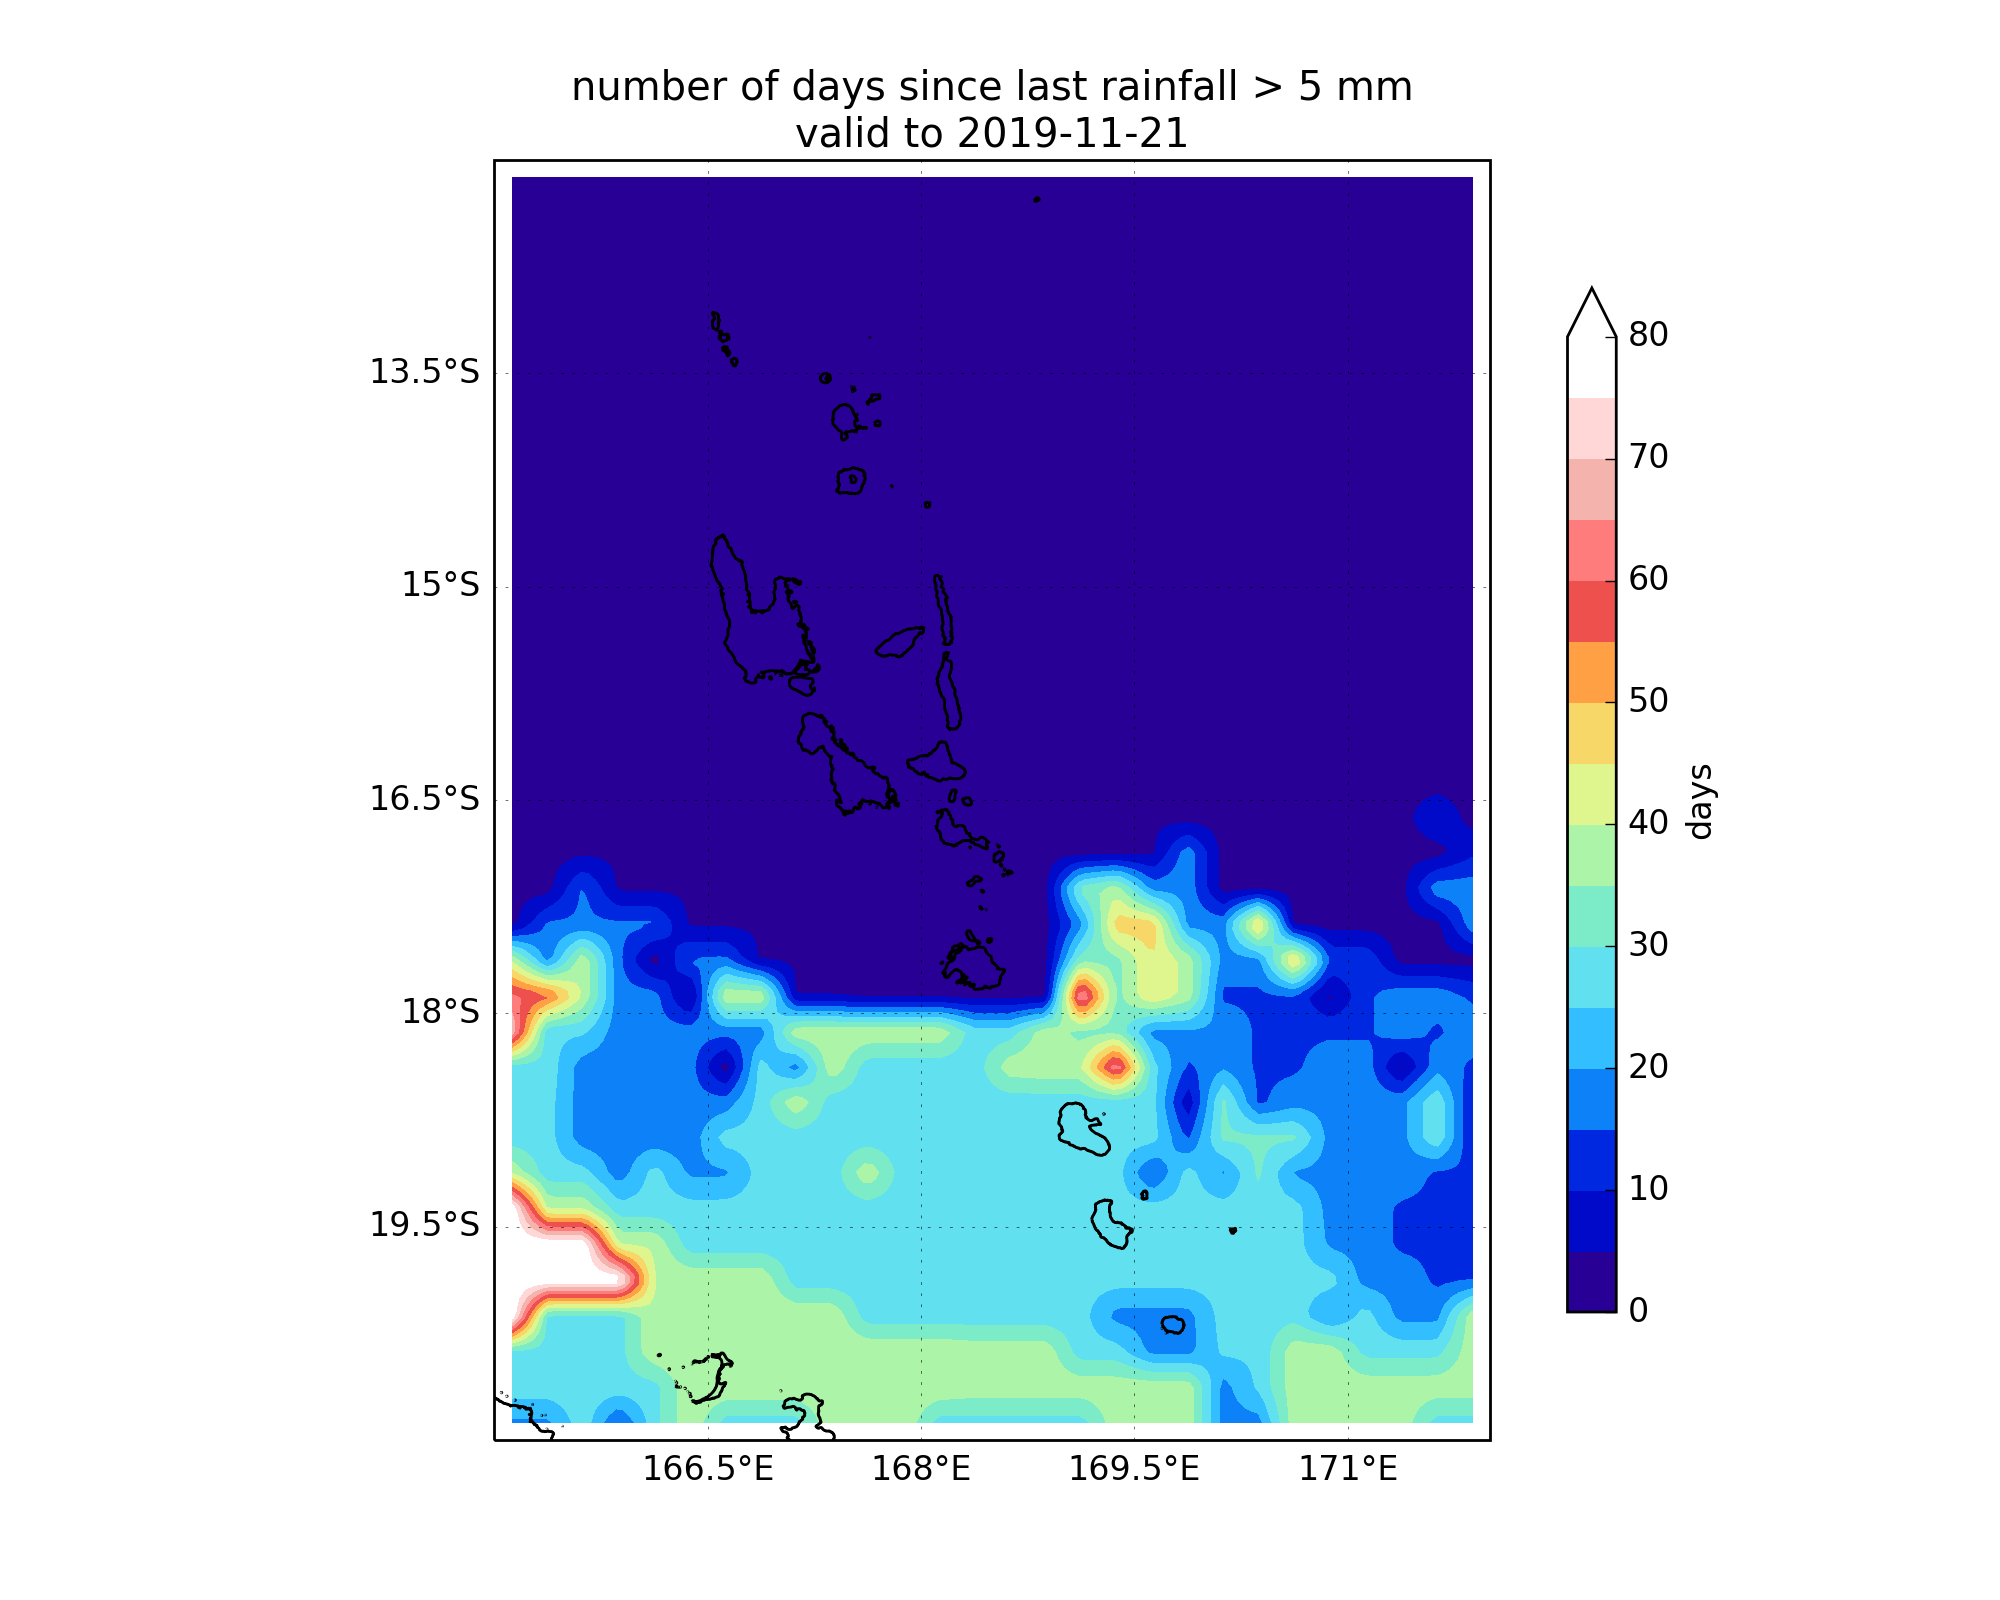 number of days since last rainfall > 5 mm
valid to 2019-11-21
13.5°S
15°S
16.5°S
18°S
19.5°S
166.5°E
168°E
169.5°E
171°E
80
70
60
50
40
30
20
10
0
days